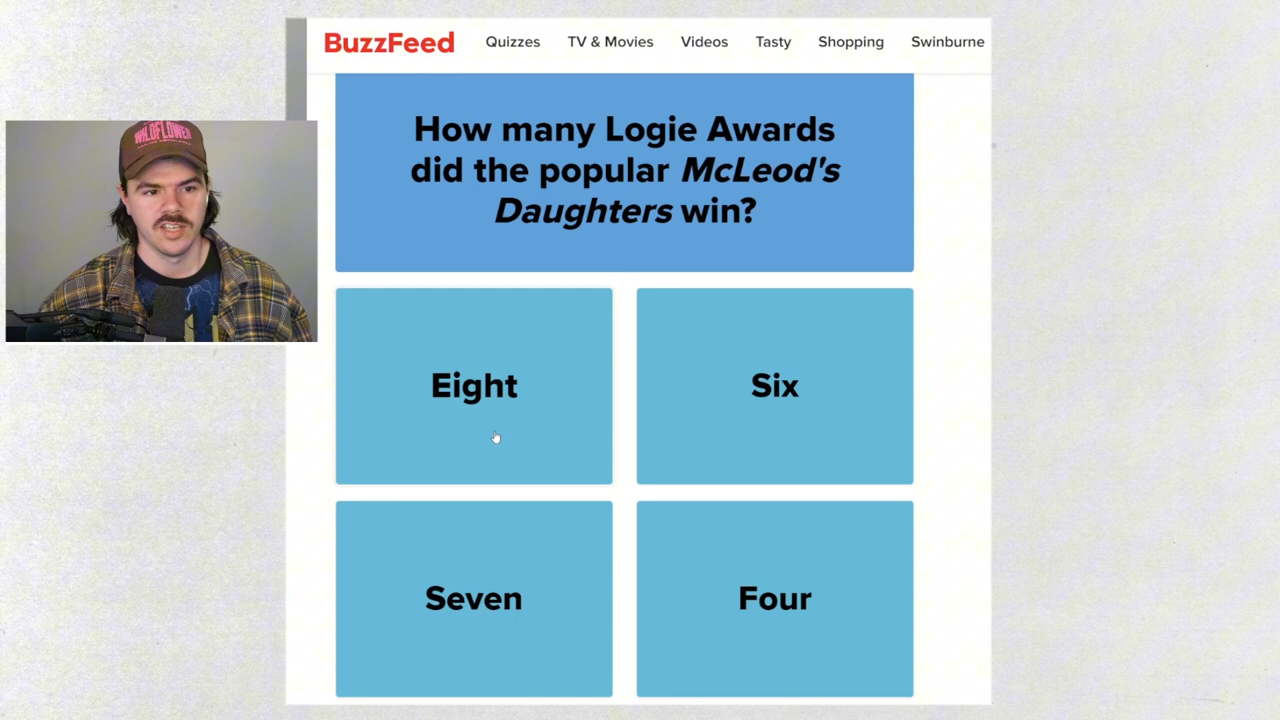 BuzzFeed Quizzes TV & Movies Videos Tasty Shopping Swinburne
WILDFLOWER
How many Logie Awards
did the popular McLeod's
Daughters win?
Eight
Six
Seven
Four